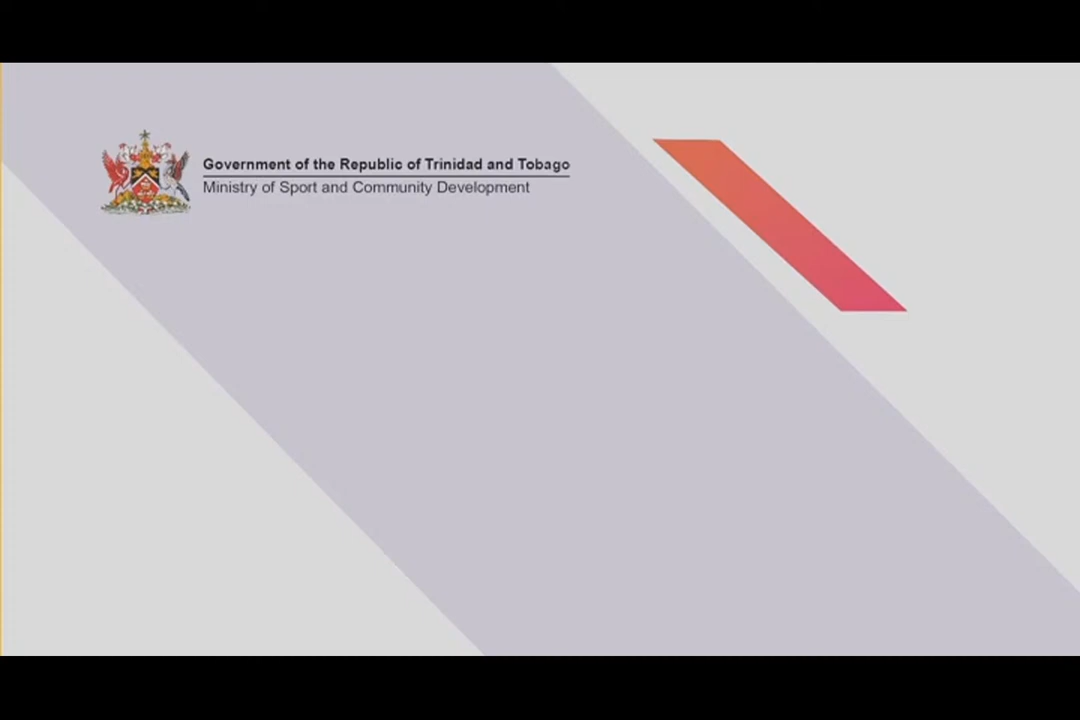 Government of the Republic of Trinidad and Tobago
Ministry of Sport and Community Development